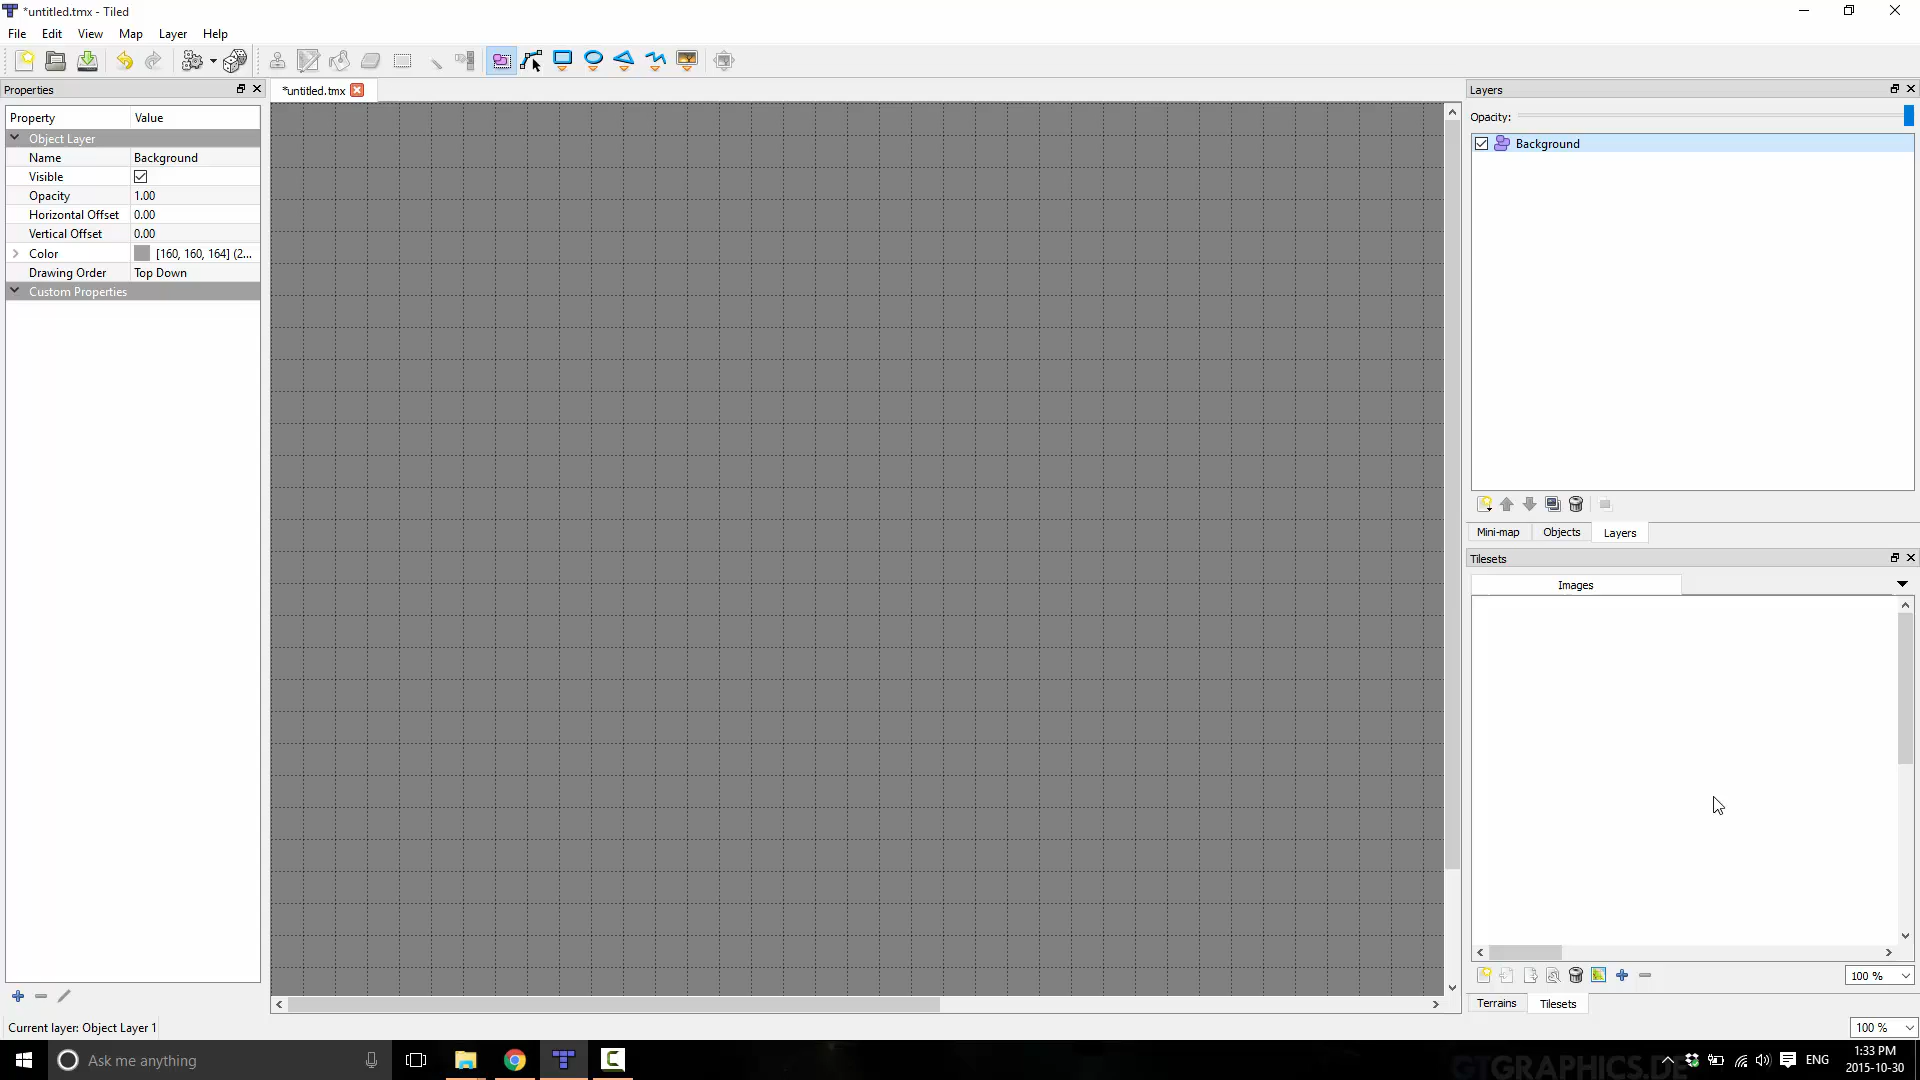 *untitled.tmx - Tiled
File Edit View Map Layer Help
Properties
*untitled.tmx
Layers
Property Value
Opacity:
Object Layer
Background
Name Background
Visible
Opacity 1.00
Horizontal Offset 0.00
Vertical Offset 0.00
Color [160, 160, 164] (2...
Drawing Order Top Down
Custom Properties
Mini-map Objects Layers
Tilesets
Images
100 %
Terrains Tilesets
Current layer: Object Layer 1
100 %
Ask me anything
ENG
1:33 PM
2015-10-30
GTGRAPHICS.DE